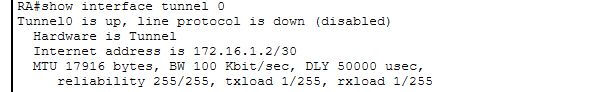 RA#show interface tunnel 0
Tunnel0 is up, line protocol is down (disabled)
Hardware is Tunnel
Internet address is 172.16.1.2/30
MTU 17916 bytes, BW 100 Kbit/sec, DLY 50000 usec,
reliability 255/255, txload 1/255, rxload 1/255